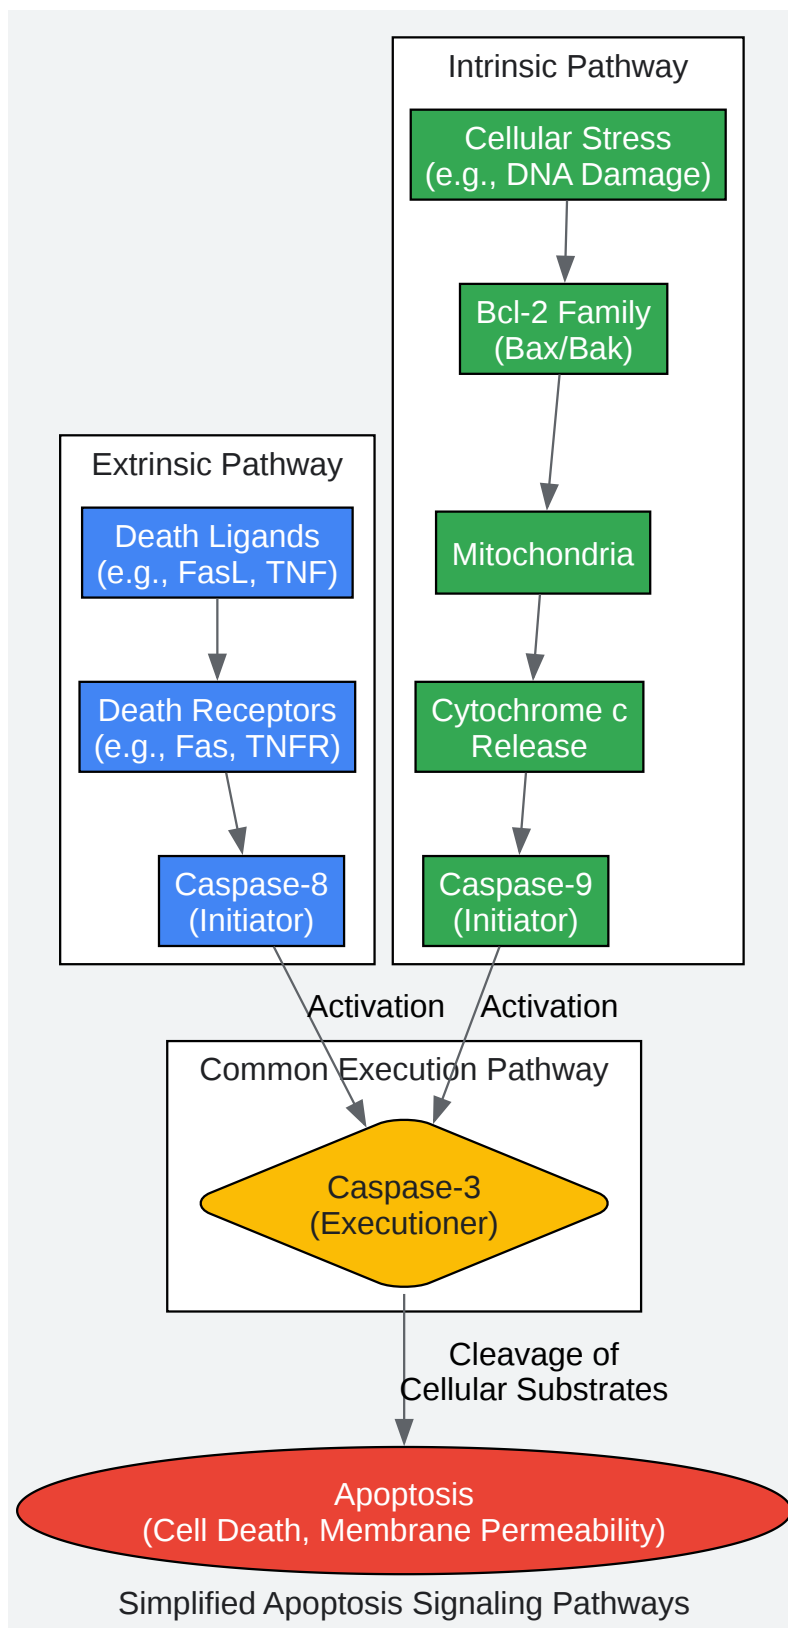 Intrinsic Pathway
Cellular Stress
(e.g., DNA Damage)
Bcl-2 Family
(Bax/Bak)
Mitochondria
Cytochrome c
Release
Caspase-9
(Initiator)
Extrinsic Pathway
Death Ligands
(e.g., FasL, TNF)
Death Receptors
(e.g., Fas, TNFR)
Caspase-8
(Initiator)
Activation
Activation
Common Execution Pathway
Caspase-3
(Executioner)
Cleavage of
Cellular Substrates
Apoptosis
(Cell Death, Membrane Permeability)
Simplified Apoptosis Signaling Pathways